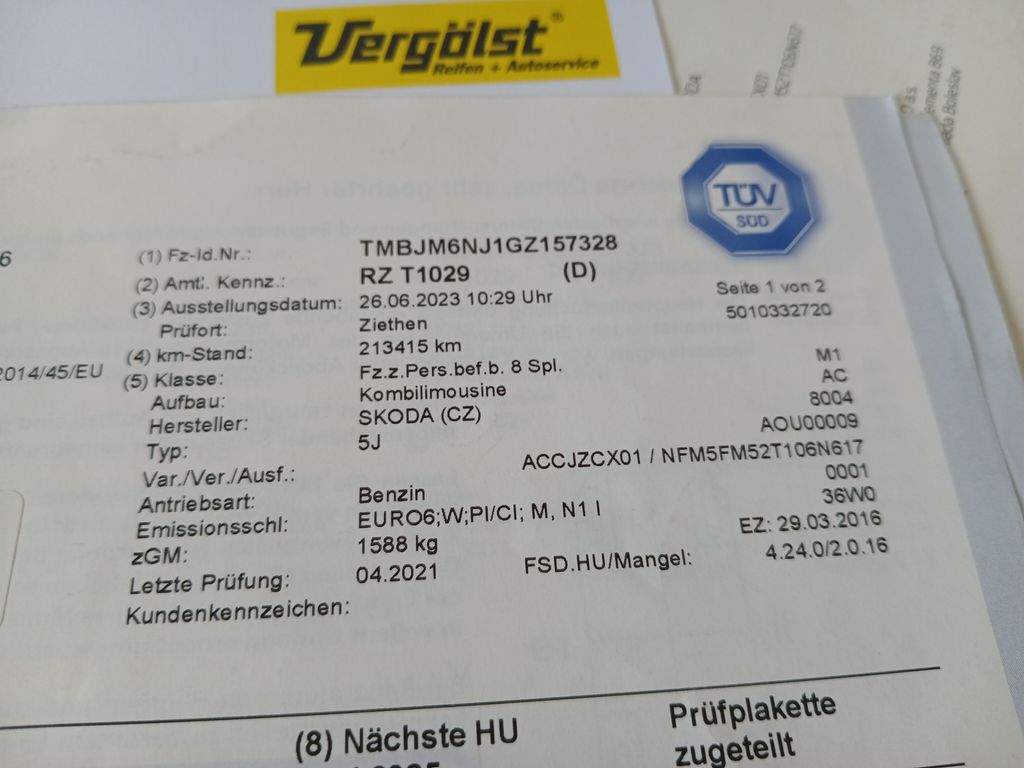 Vergölst®
Reifen + Autoservice
TÜV
SÜD
6
(1) Fz-Id.Nr.: TMBJM6NJ1GZ157328
(2) Amtl. Kennz.: RZ T1029 (D)
(3) Ausstellungsdatum: 26.06.2023 10:29 Uhr Seite 1 von 2
Prüfort: Ziethen 5010332720
(4) km-Stand: 213415 km
2014/45/EU
(5) Klasse: Fz.z.Pers.bef.b. 8 Spl. M1
Aufbau: Kombilimousine AC
Hersteller: SKODA (CZ) 8004
Typ: 5J AOU00009
Var./Ver./Ausf.: ACCJZCX01 / NFM5FM52T106N617
Antriebsart: Benzin 0001
Emissionsschl: EURO6;W;PI/CI; M, N1 I 36W0
zGM: 1588 kg EZ: 29.03.2016
Letzte Prüfung: 04.2021 FSD.HU/Mangel: 4.24.0/2.0.16
Kundenkennzeichen:
(8) Nächste HU
Prüfplakette
zugeteilt